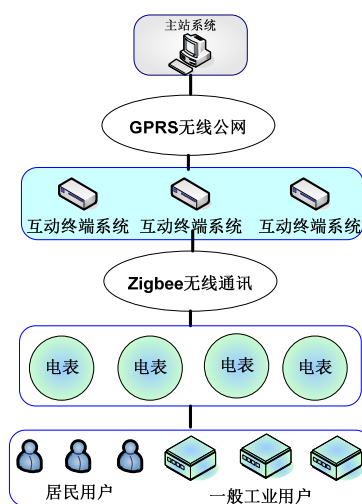 主站系统
GPRS无线公网
互动终端系统 互动终端系统 互动终端系统
Zigbee无线通讯
电表 电表 电表 电表
居民用户 一般工业用户